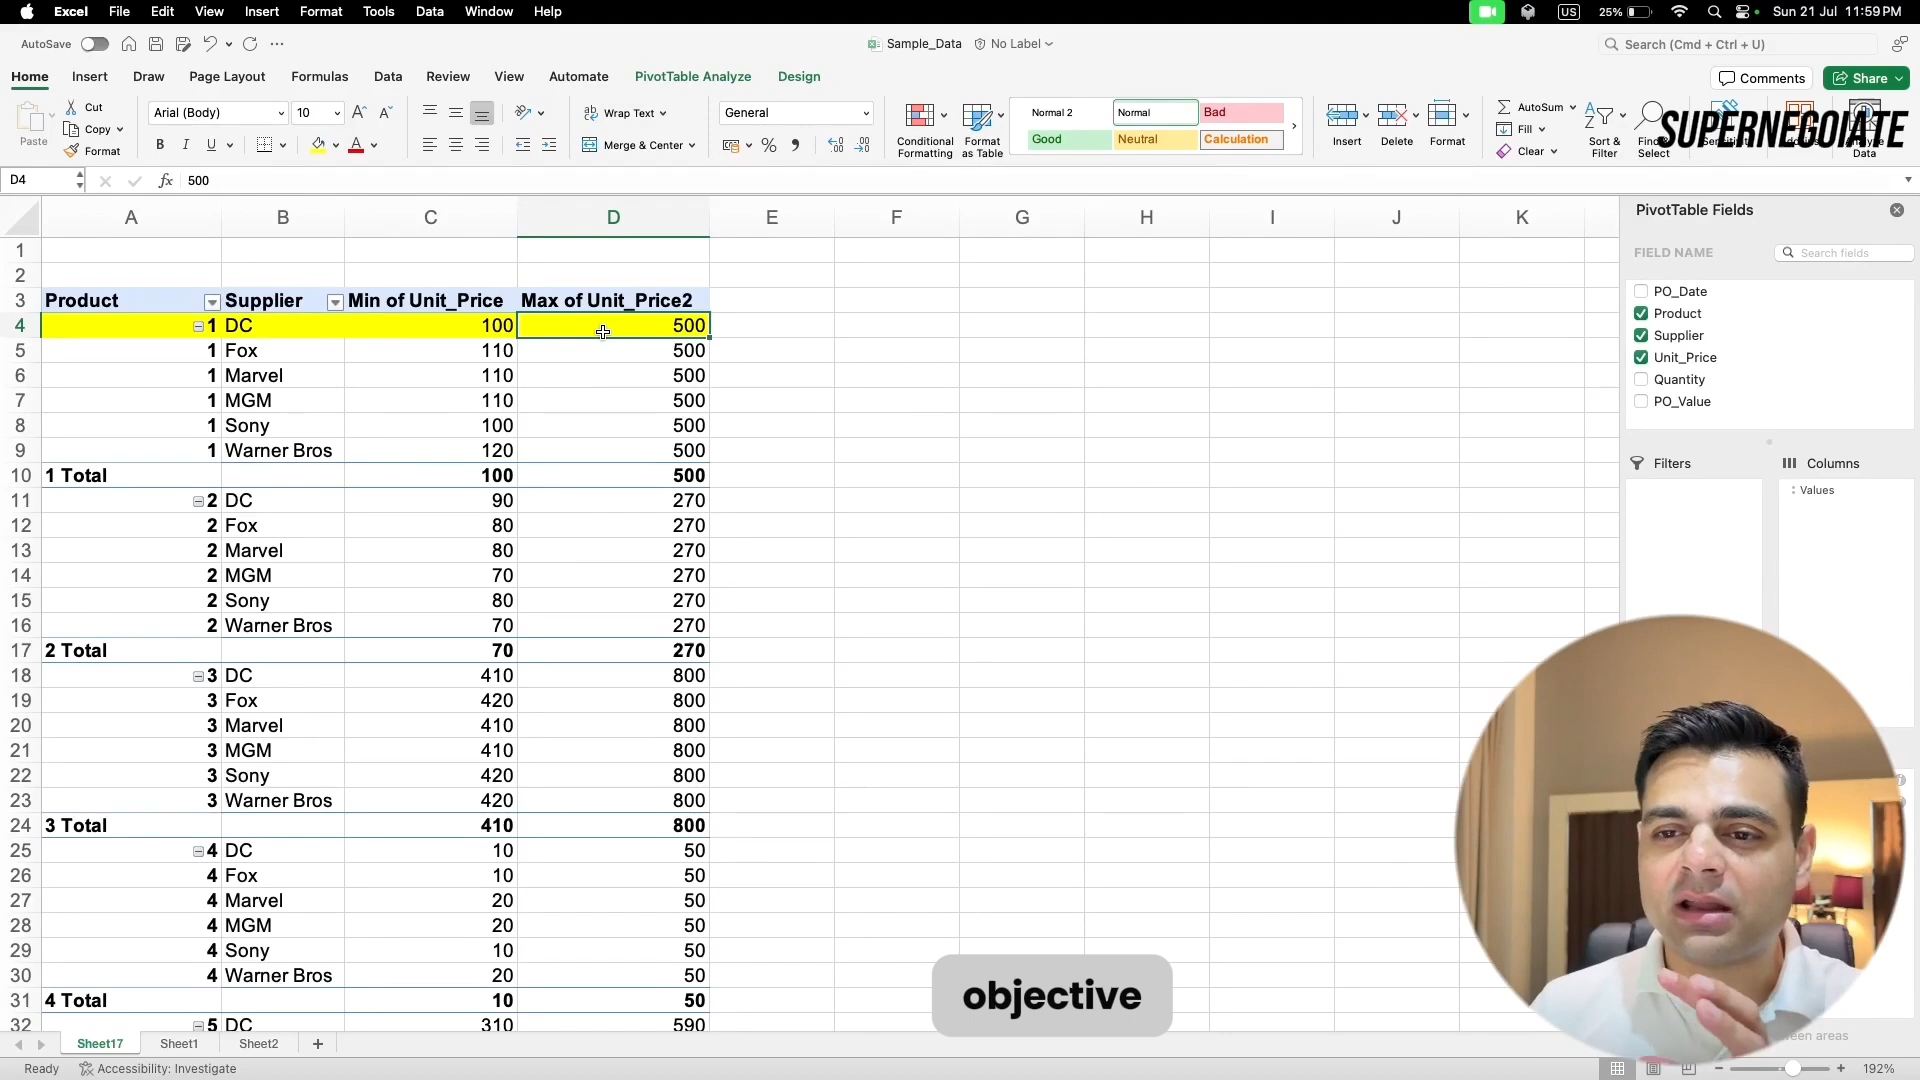 Excel File Edit View Insert Format Tools Data Window Help US 25% Sun 21 Jul 11:59 PM
AutoSave Sample_Data No Label Search (Cmd + Ctrl + U)
Home Insert Draw Page Layout Formulas Data Review View Automate PivotTable Analyze Design Comments Share
Paste Cut Copy Format
Arial (Body) 10 Wrap Text General
B I U Merge & Center
Conditional Formatting Format as Table
Normal 2 Normal Bad
Good Neutral Calculation
Insert Delete Format
AutoSum Fill Clear
Sort & Filter Find & Select Data
SUPERNEGOIATE
D4 fx 500
A B C D E F G H I J K
1
2
3 Product Supplier Min of Unit_Price Max of Unit_Price2
4 1 DC 100 500
5 1 Fox 110 500
6 1 Marvel 110 500
7 1 MGM 110 500
8 1 Sony 100 500
9 1 Warner Bros 120 500
10 1 Total 100 500
11 2 DC 90 270
12 2 Fox 80 270
13 2 Marvel 80 270
14 2 MGM 70 270
15 2 Sony 80 270
16 2 Warner Bros 70 270
17 2 Total 70 270
18 3 DC 410 800
19 3 Fox 420 800
20 3 Marvel 410 800
21 3 MGM 410 800
22 3 Sony 420 800
23 3 Warner Bros 420 800
24 3 Total 410 800
25 4 DC 10 50
26 4 Fox 10 50
27 4 Marvel 20 50
28 4 MGM 20 50
29 4 Sony 10 50
30 4 Warner Bros 20 50
31 4 Total 10 50
32 5 DC 310 590
PivotTable Fields
FIELD NAME Search fields
PO_Date
Product
Supplier
Unit_Price
Quantity
PO_Value
Filters Columns
Values
areas
objective
Sheet17 Sheet1 Sheet2
Ready Accessibility: Investigate 192%